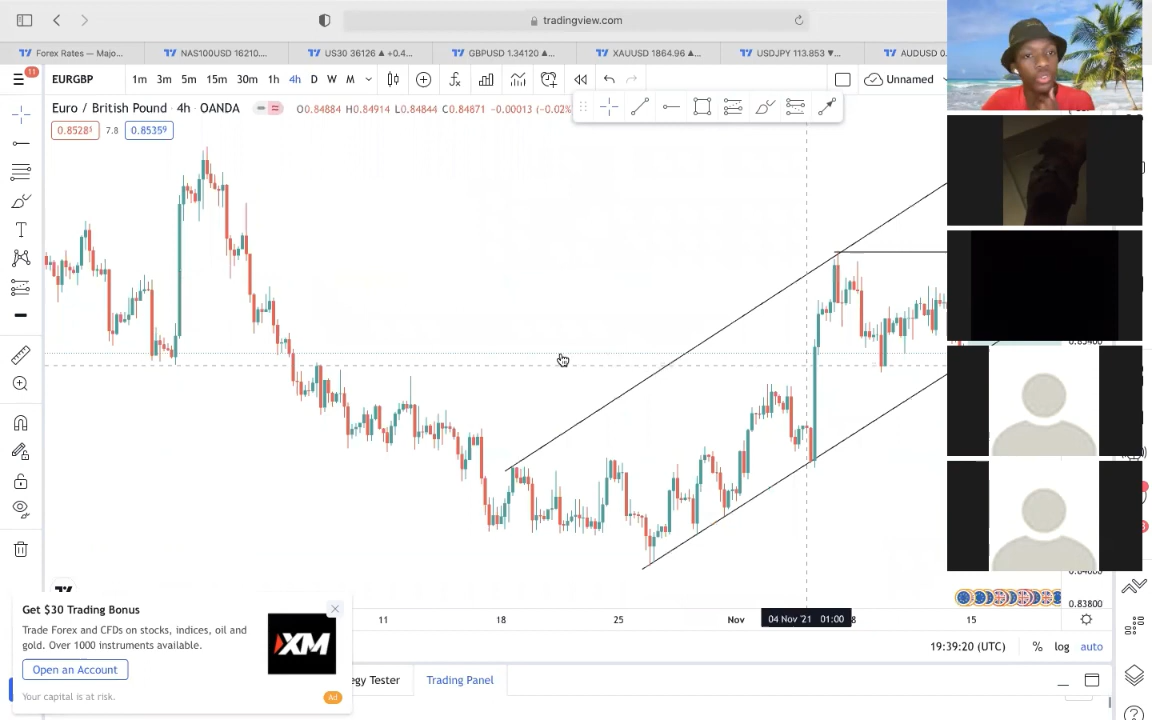 tradingview.com
Forex Rates — Majo... NAS100USD 16210.... US30 36126 ▲ +0.4... GBPUSD 1.34120 ▲... XAUUSD 1864.96 ▲... USDJPY 113.853 ▼... AUDUSD 0.
11 EURGBP 1m 3m 5m 15m 30m 1h 4h D W M Unnamed
Euro / British Pound · 4h · OANDA O0.84884 H0.84914 L0.84844 C0.84871 -0.00013 (-0.02%
0.85285 7.8 0.85359
0.83800
11 18 25 Nov 04 Nov '21 01:00 8 15
19:39:20 (UTC) % log auto
egy Tester Trading Panel
Get $30 Trading Bonus
Trade Forex and CFDs on stocks, indices, oil and
gold. Over 1000 instruments available.
XM
Open an Account
Your capital is at risk.
Ad